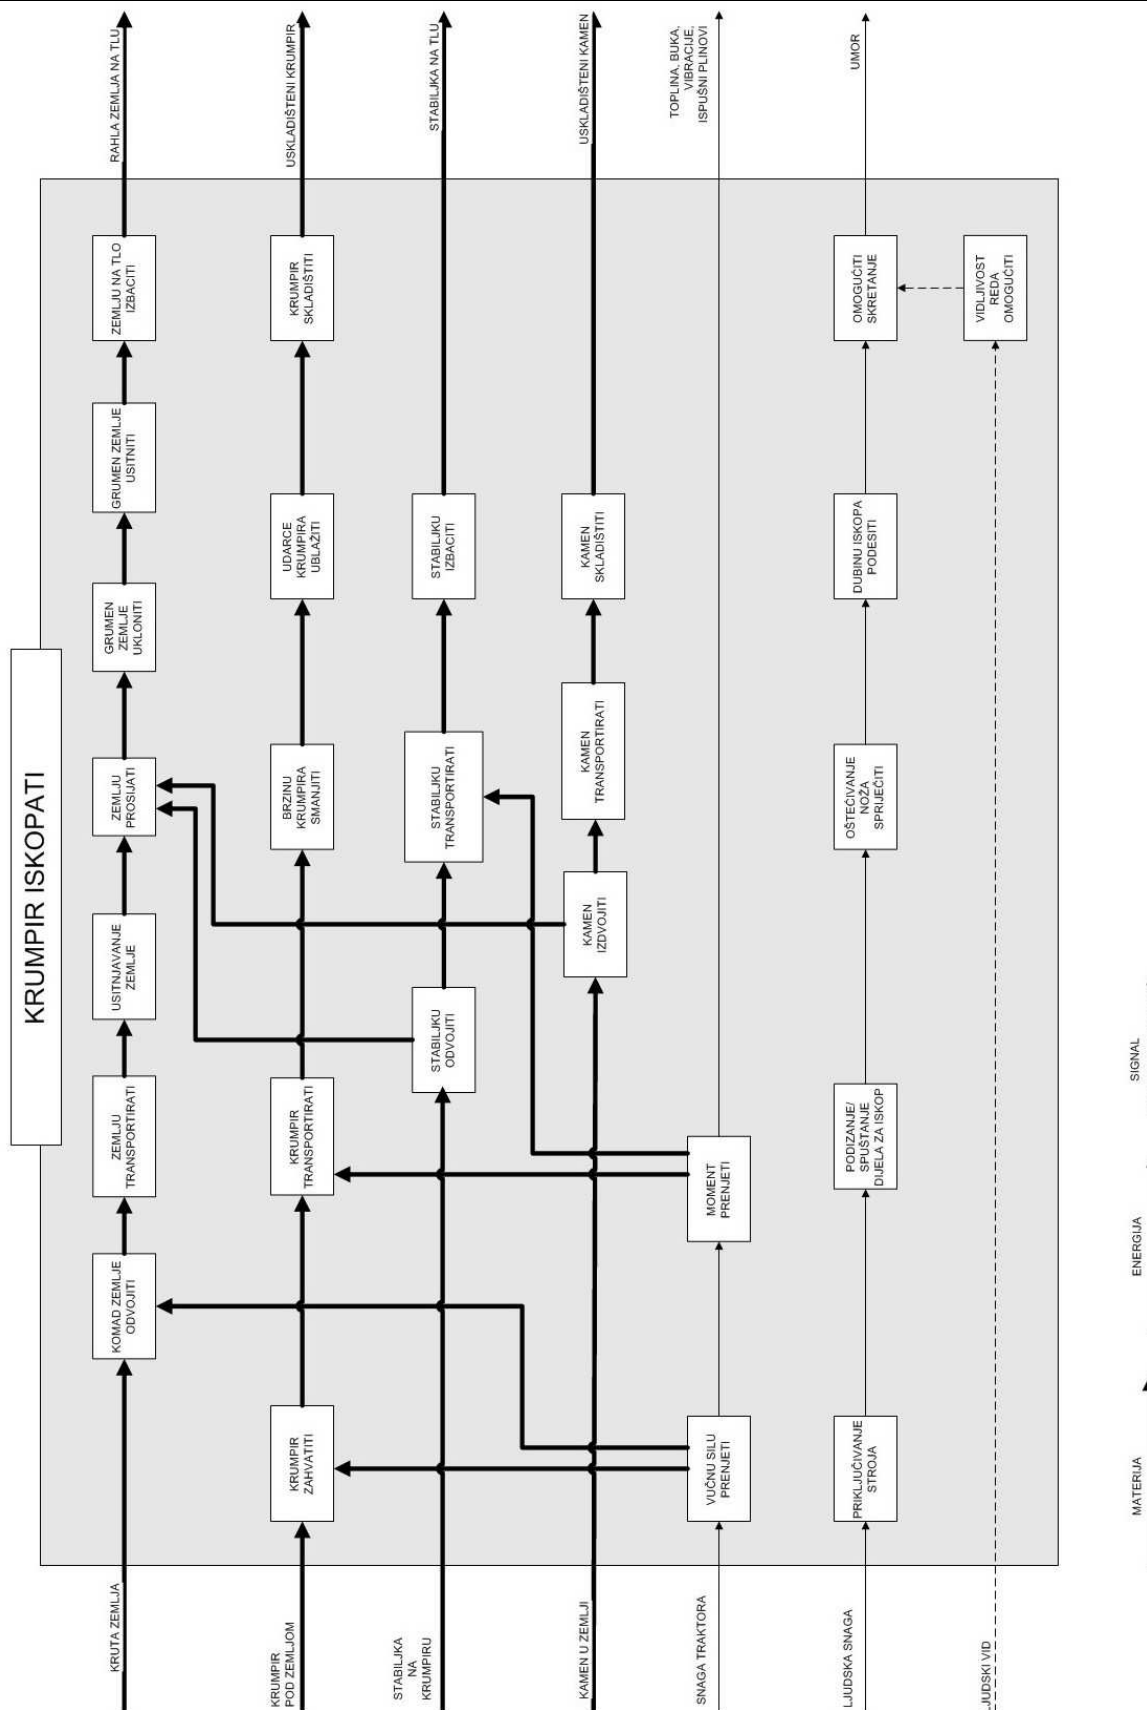 KRUMPIR ISKOPATI
KRUTA ZEMLJA
KOMAD ZEMLJE
ODVOJITI
ZEMLJU
TRANSPORTIRATI
USITNJAVANJE
ZEMLJE
ZEMLJU
PROSIJATI
GRUMEN
ZEMLJE
UKLONITI
GRUMEN ZEMLJE
USITNITI
ZEMLJU NA TLO
IZBACITI
RAHLA ZEMLJA NA TLU
KRUMPIR
POD ZEMLJOM
KRUMPIR
ZAHVATITI
KRUMPIR
TRANSPORTIRATI
BRZINU
KRUMPIRA
SMANJITI
UDARCE
KRUMPIRA
UBLAŽITI
KRUMPIR
SKLADIŠTITI
USKLADIŠTENI KRUMPIR
STABILJKA
NA
KRUMPIRU
STABILJKU
ODVOJITI
STABILJKU
TRANSPORTIRATI
STABILJKU
IZBACITI
STABILJKA NA TLU
KAMEN U ZEMLJI
KAMEN
IZDVOJITI
KAMEN
TRANSPORTIRATI
KAMEN
SKLADIŠTITI
USKLADIŠTENI KAMEN
SNAGA TRAKTORA
VUČNU SILU
PRENJETI
MOMENT
PRENJETI
TOPLINA, BUKA,
VIBRACIJE,
ISPUŠNI PLINOVI
LJUDSKA SNAGA
PRIKLJUČIVANJE
STROJA
PODIZANJE/
SPUŠTANJE
DIJELA ZA ISKOP
OŠTEĆIVANJE
NOŽA
SPRIJEČITI
DUBINU ISKOPA
PODESITI
OMOGUĆITI
SKRETANJE
UMOR
LJUDSKI VID
VIDLJIVOST
REDA
OMOGUĆITI
MATERIJA
ENERGIJA
SIGNAL